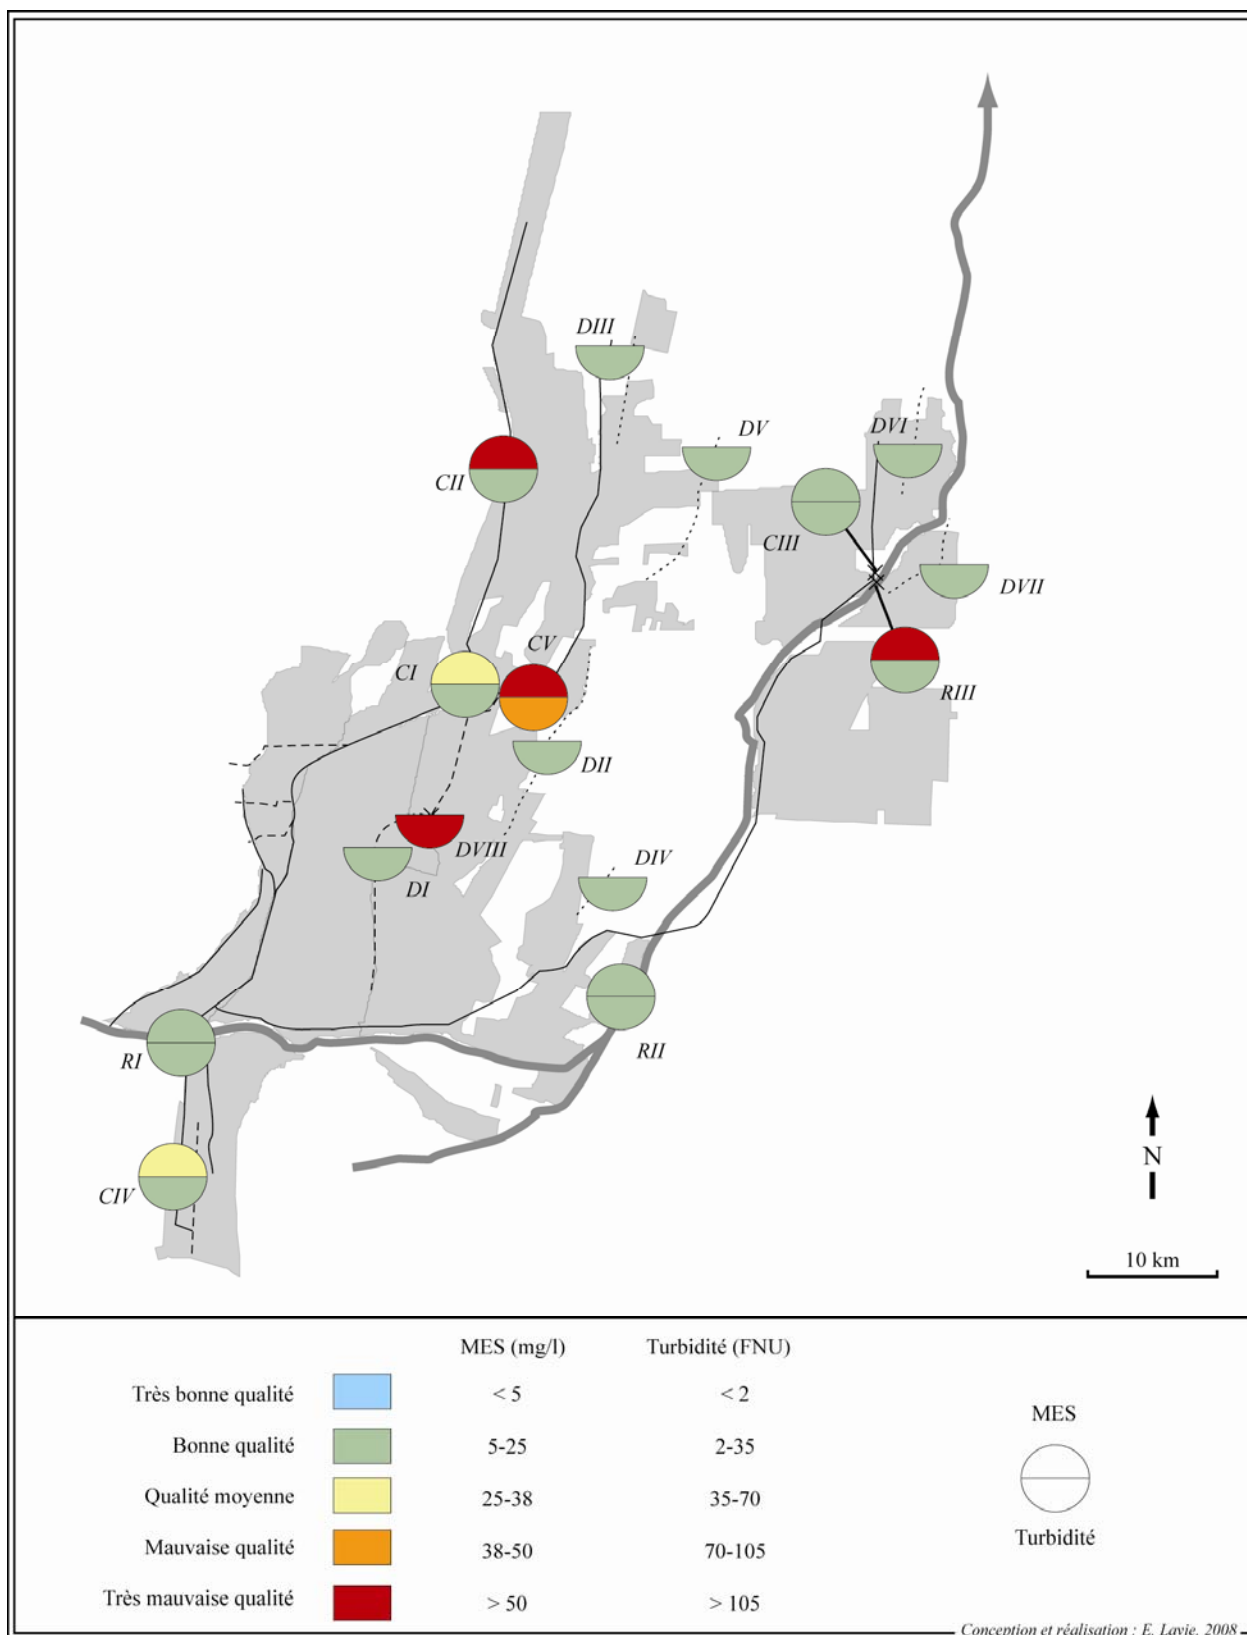 DIII
DV
DVI
CII
CIII
DVII
CV
CI
RIII
DII
DVIII
DIV
DI
RII
RI
CIV
N
10 km
MES (mg/l) Turbidité (FNU)
Très bonne qualité < 5 < 2
MES
Bonne qualité 5-25 2-35
Qualité moyenne 25-38 35-70
Turbidité
Mauvaise qualité 38-50 70-105
Très mauvaise qualité > 50 > 105
Conception et réalisation : E. Lavie, 2008